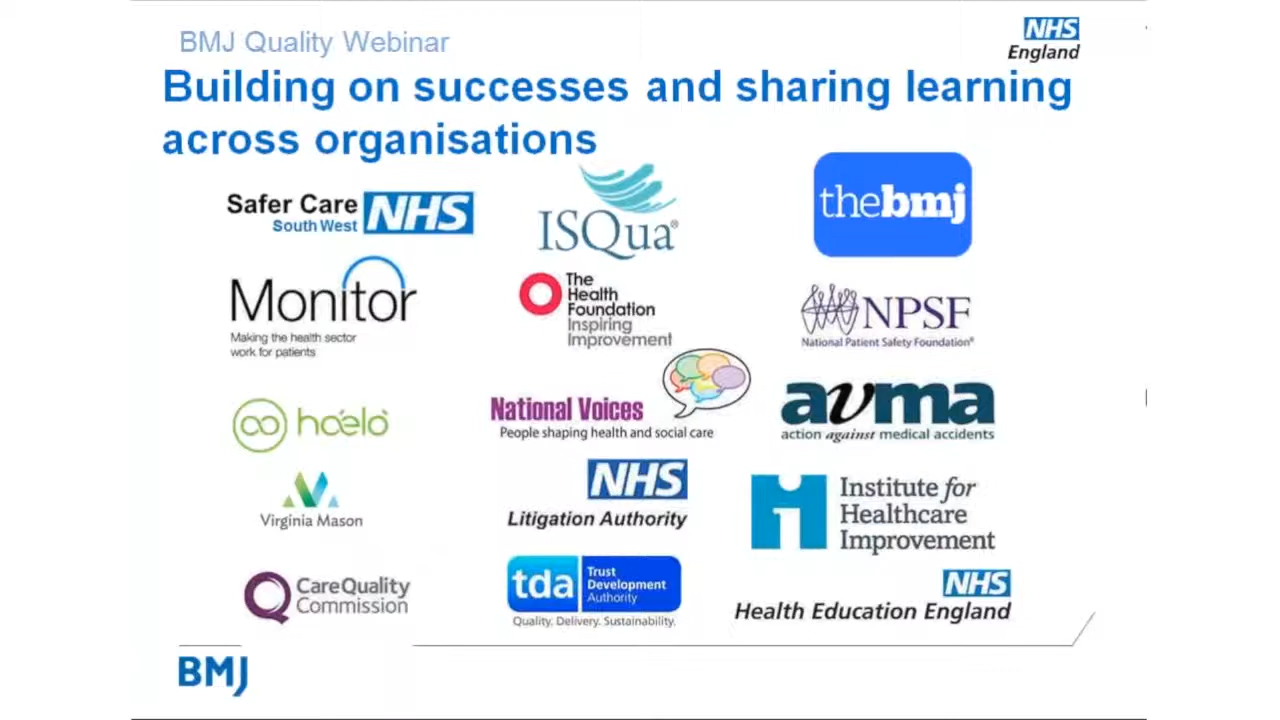 BMJ Quality Webinar
NHS
England
Building on successes and sharing learning
across organisations
Safer Care
South West
NHS
ISQua®
thebmj
Monitor
Making the health sector
work for patients
The
Health
Foundation
Inspiring
Improvement
NPSF
National Patient Safety Foundation®
haelo
National Voices
People shaping health and social care
avma
action against medical accidents
Virginia Mason
NHS
Litigation Authority
Institute for
Healthcare
Improvement
CareQuality
Commission
tda
Trust
Development
Authority
Quality. Delivery. Sustainability.
NHS
Health Education England
BMJ